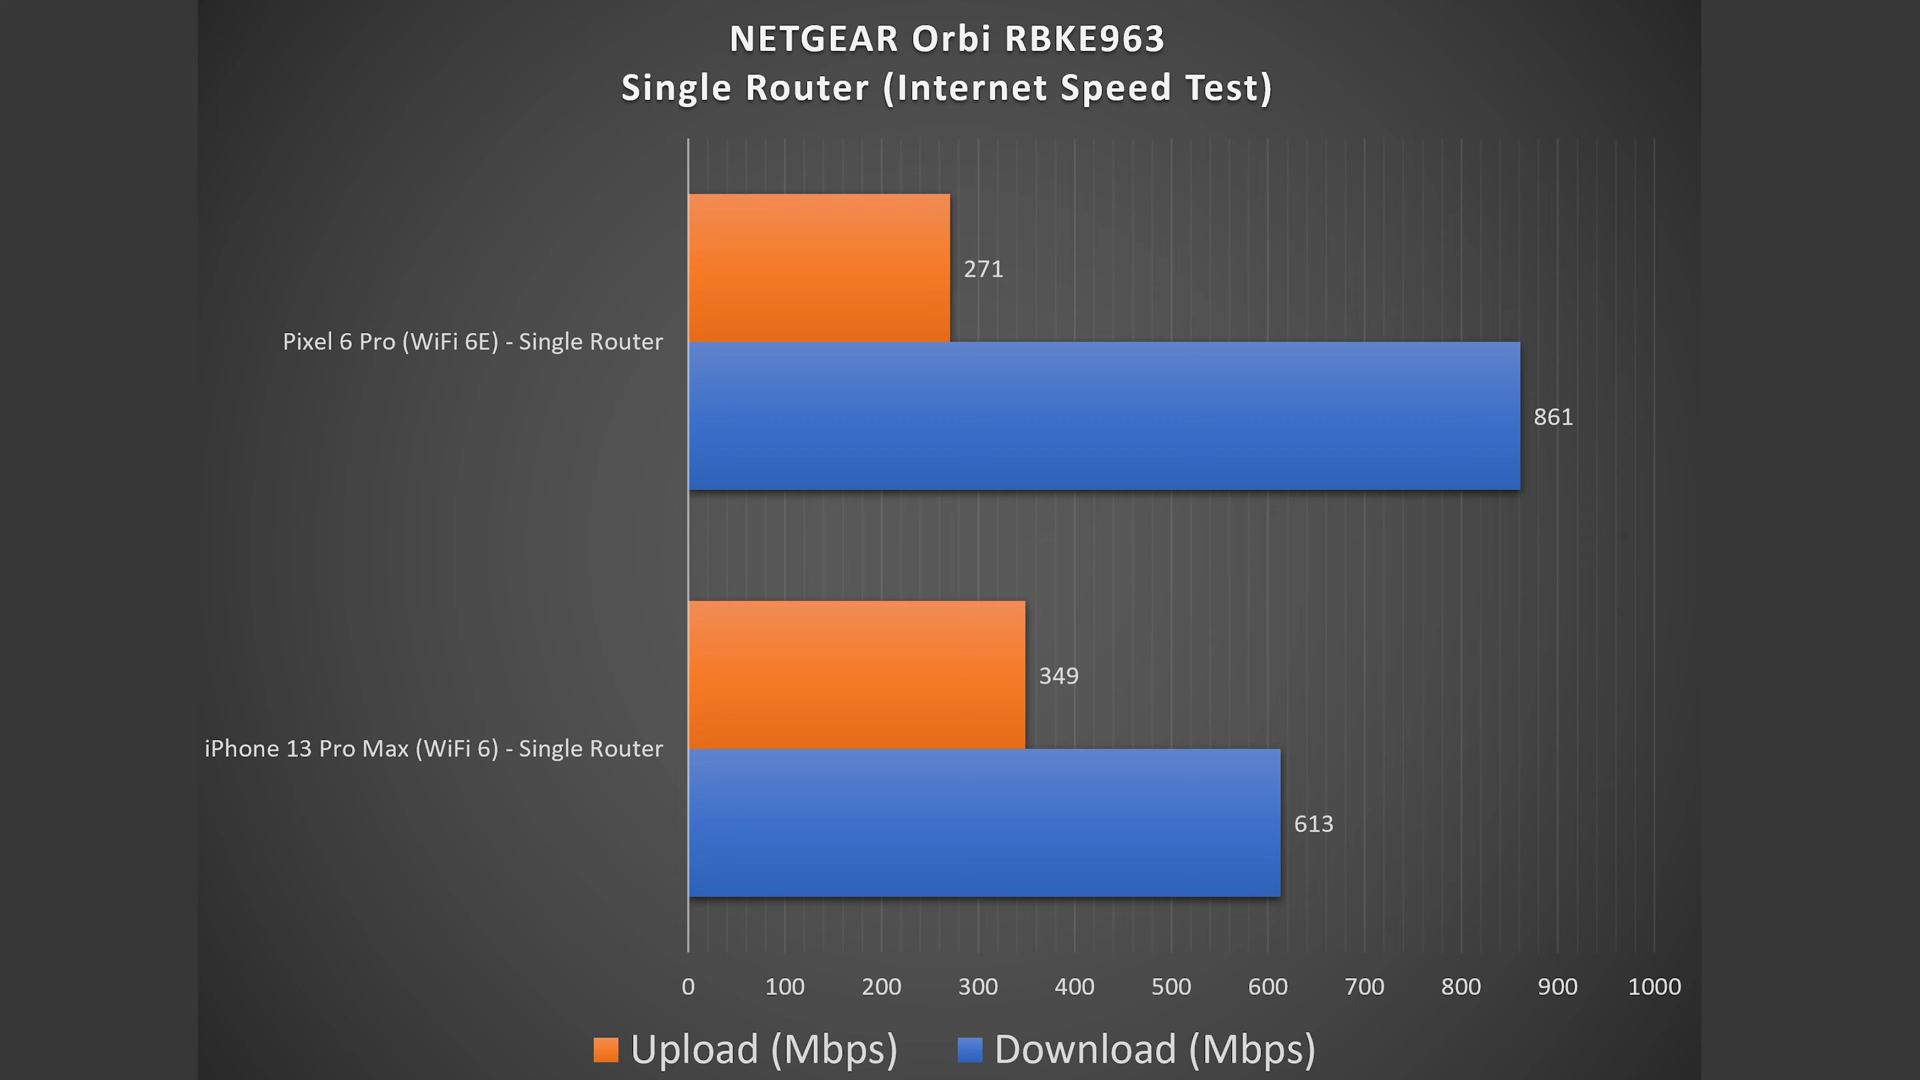 NETGEAR Orbi RBKE963
Single Router (Internet Speed Test)
271
Pixel 6 Pro (WiFi 6E) - Single Router
861
349
iPhone 13 Pro Max (WiFi 6) - Single Router
613
0 100 200 300 400 500 600 700 800 900 1000
Upload (Mbps) Download (Mbps)